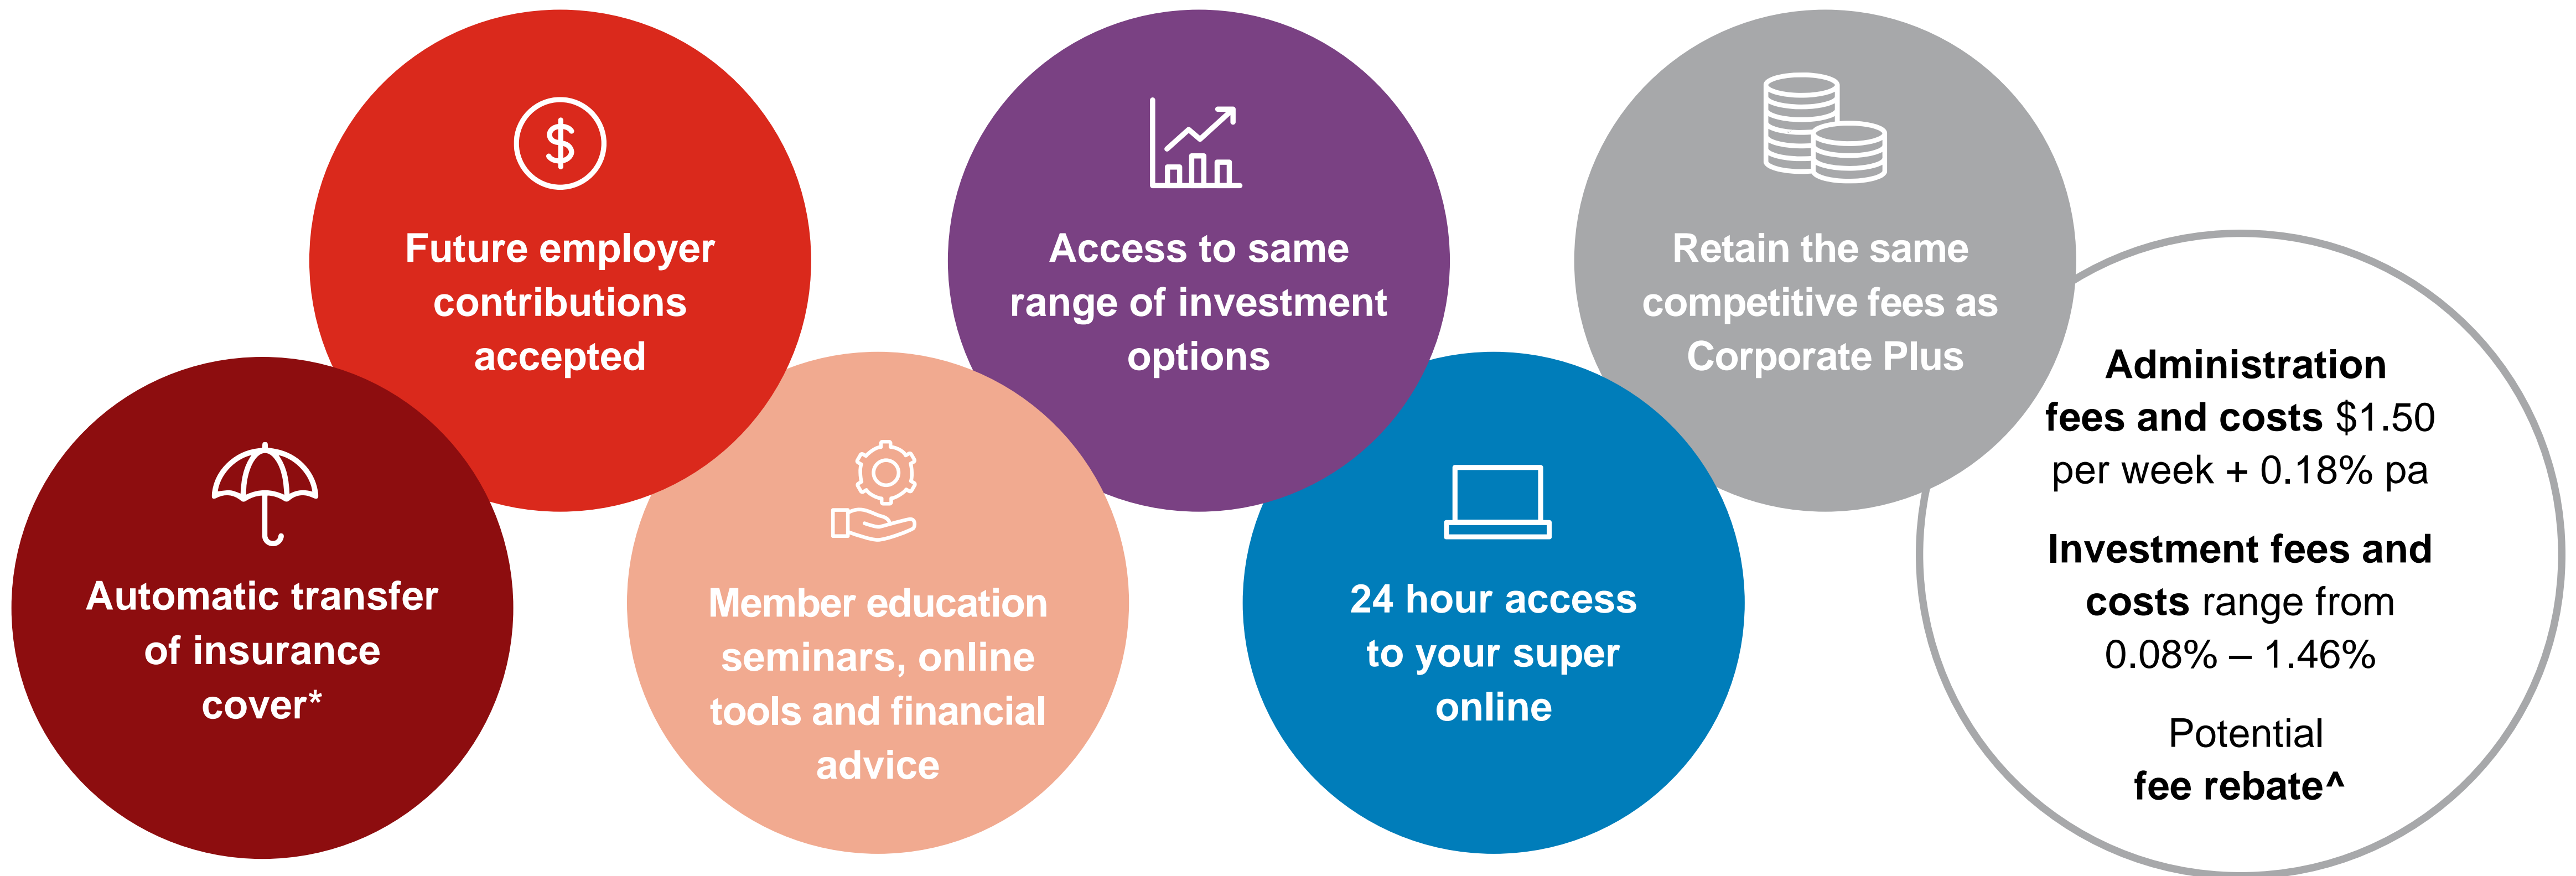 Automatic transfer
of insurance
cover*
Future employer
contributions
accepted
Member education
seminars, online
tools and financial
advice
Access to same
range of investment
options
24 hour access
to your super
online
Retain the same
competitive fees as
Corporate Plus
Administration
fees and costs $1.50
per week + 0.18% pa
Investment fees and
costs range from
0.08% – 1.46%
Potential
fee rebate^